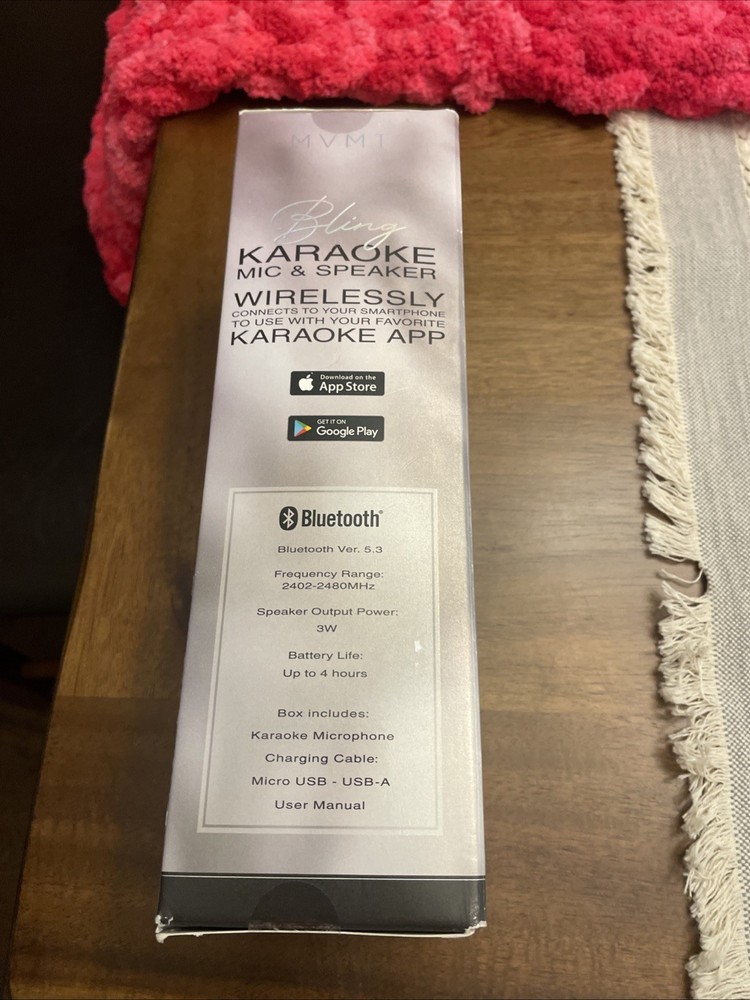 MVMT
Bling
KARAOKE
MIC & SPEAKER
WIRELESSLY
CONNECTS TO YOUR SMARTPHONE
TO USE WITH YOUR FAVORITE
KARAOKE APP
Download on the
App Store
GET IT ON
Google Play
Bluetooth®
Bluetooth Ver. 5.3
Frequency Range:
2402-2480MHz
Speaker Output Power:
3W
Battery Life:
Up to 4 hours
Box includes:
Karaoke Microphone
Charging Cable:
Micro USB - USB-A
User Manual